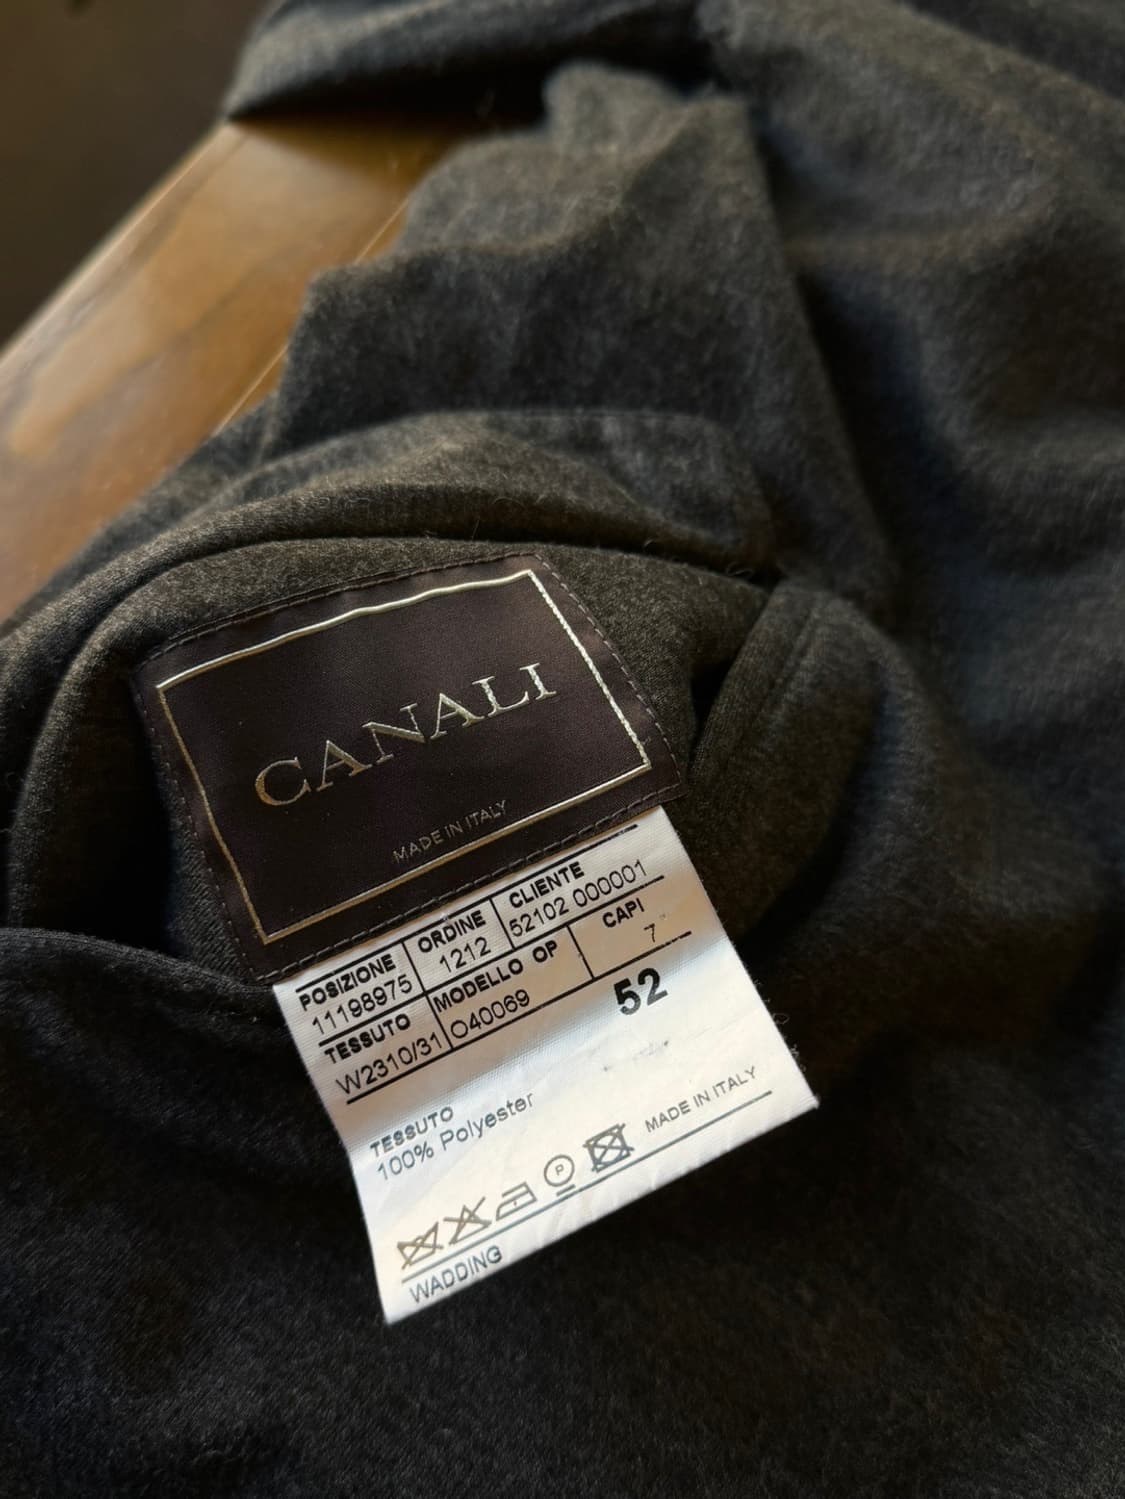 CANALI
MADE IN ITALY
POSIZIONE ORDINE CLIENTE
11198975 1212 52102 000001
TESSUTO MODELLO OP CAPI
W2310/31 O40069 7
52
TESSUTO
100% Polyester
P
MADE IN ITALY
WADDING